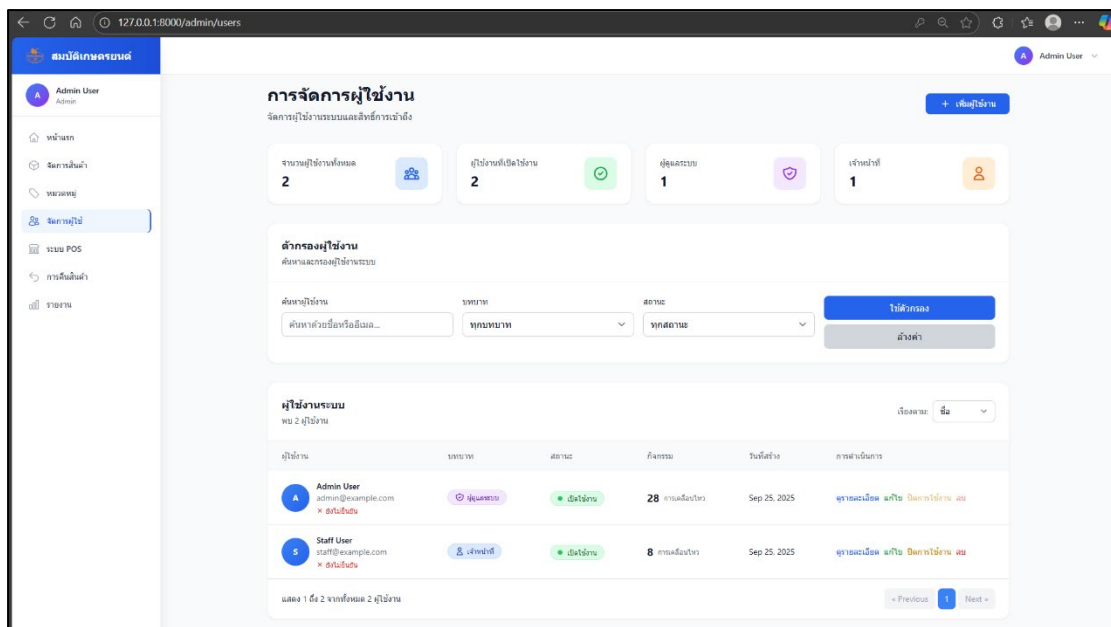 127.0.0.1:8000/admin/users
สมบัติเกษตรยนต์
A Admin User
A Admin User
Admin
หน้าแรก
จัดการสินค้า
หมวดหมู่
จัดการผู้ใช้
ระบบ POS
การคืนสินค้า
รายงาน
การจัดการผู้ใช้งาน
จัดการผู้ใช้งานระบบและสิทธิ์การเข้าถึง
+ เพิ่มผู้ใช้งาน
จำนวนผู้ใช้งานทั้งหมด
2
ผู้ใช้งานที่เปิดใช้งาน
2
ผู้ดูแลระบบ
1
เจ้าหน้าที่
1
ตัวกรองผู้ใช้งาน
ค้นหาและกรองผู้ใช้งานระบบ
ค้นหาผู้ใช้งาน บทบาท สถานะ
ค้นหาด้วยชื่อหรืออีเมล... ทุกบทบาท ทุกสถานะ
ใช้ตัวกรอง
ล้างค่า
ผู้ใช้งานระบบ
พบ 2 ผู้ใช้งาน
เรียงตาม: ชื่อ
ผู้ใช้งาน บทบาท สถานะ กิจกรรม วันที่สร้าง การดำเนินการ
Admin User
A admin@example.com ผู้ดูแลระบบ เปิดใช้งาน 28 การเคลื่อนไหว Sep 25, 2025 ดูรายละเอียด แก้ไข ปิดการใช้งาน ลบ
× ยังไม่ยืนยัน
Staff User
S staff@example.com เจ้าหน้าที่ เปิดใช้งาน 8 การเคลื่อนไหว Sep 25, 2025 ดูรายละเอียด แก้ไข ปิดการใช้งาน ลบ
× ยังไม่ยืนยัน
แสดง 1 ถึง 2 จากทั้งหมด 2 ผู้ใช้งาน
« Previous 1 Next »